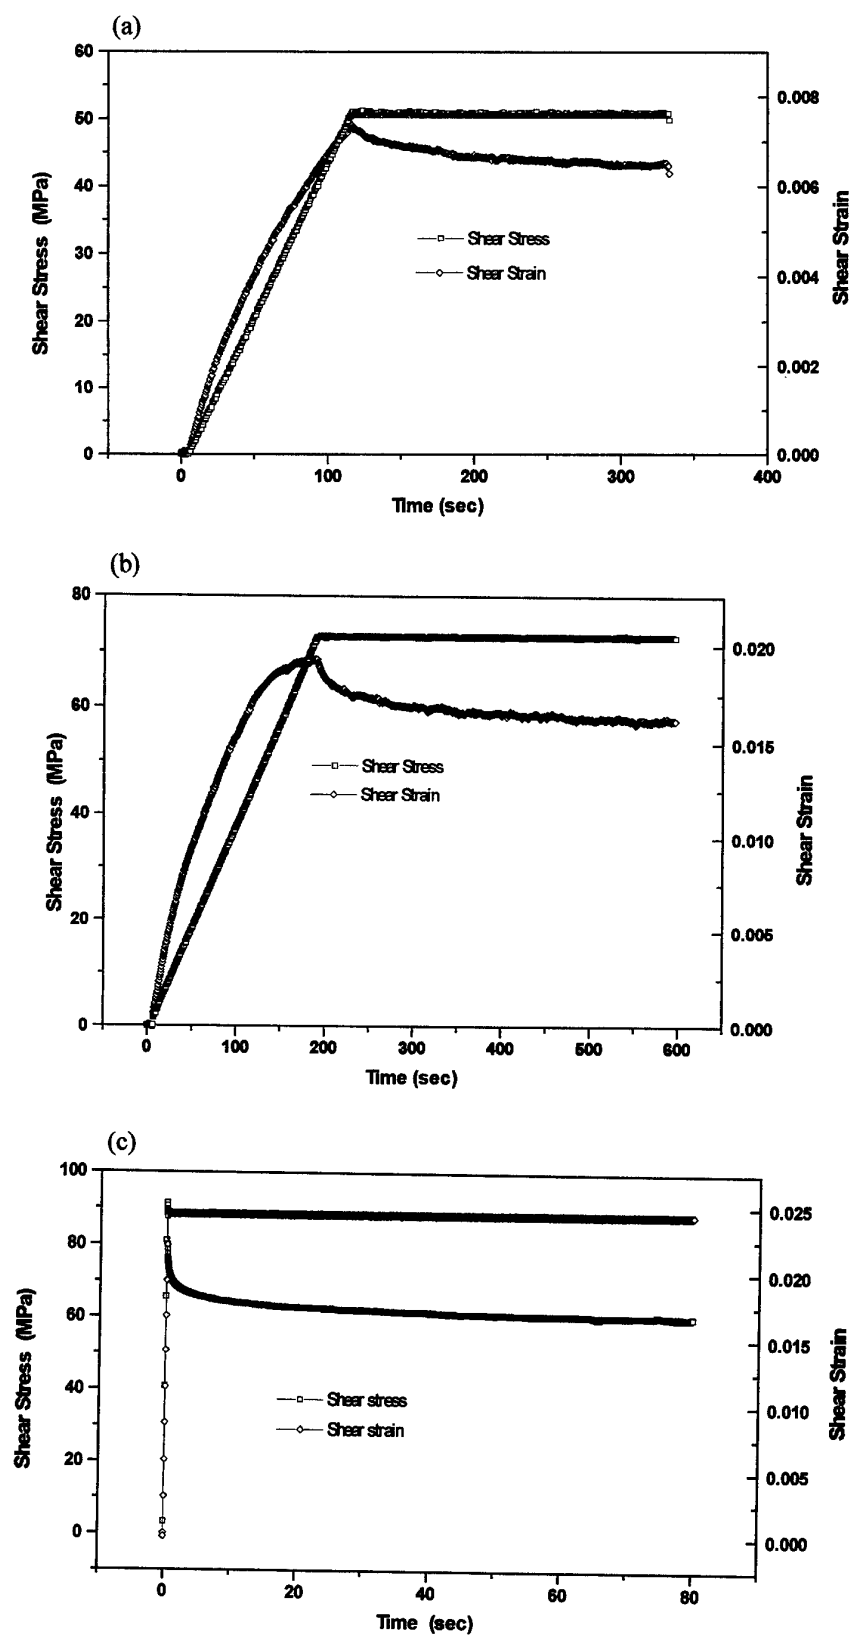 (a)
60
50
40
30
20
10
0
Shear Stress (MPa)
0.008
0.006
0.004
0.002
0.000
Shear Strain
Shear Stress
Shear Strain
0 100 200 300 400
Time (sec)
(b)
80
60
40
20
0
Shear Stress (MPa)
0.020
0.015
0.010
0.005
0.000
Shear Strain
Shear Stress
Shear Strain
0 100 200 300 400 500 600
Time (sec)
(c)
100
80
60
40
20
0
Shear Stress (MPa)
0.025
0.020
0.015
0.010
0.005
0.000
Shear Strain
Shear stress
Shear strain
0 20 40 60 80
Time (sec)